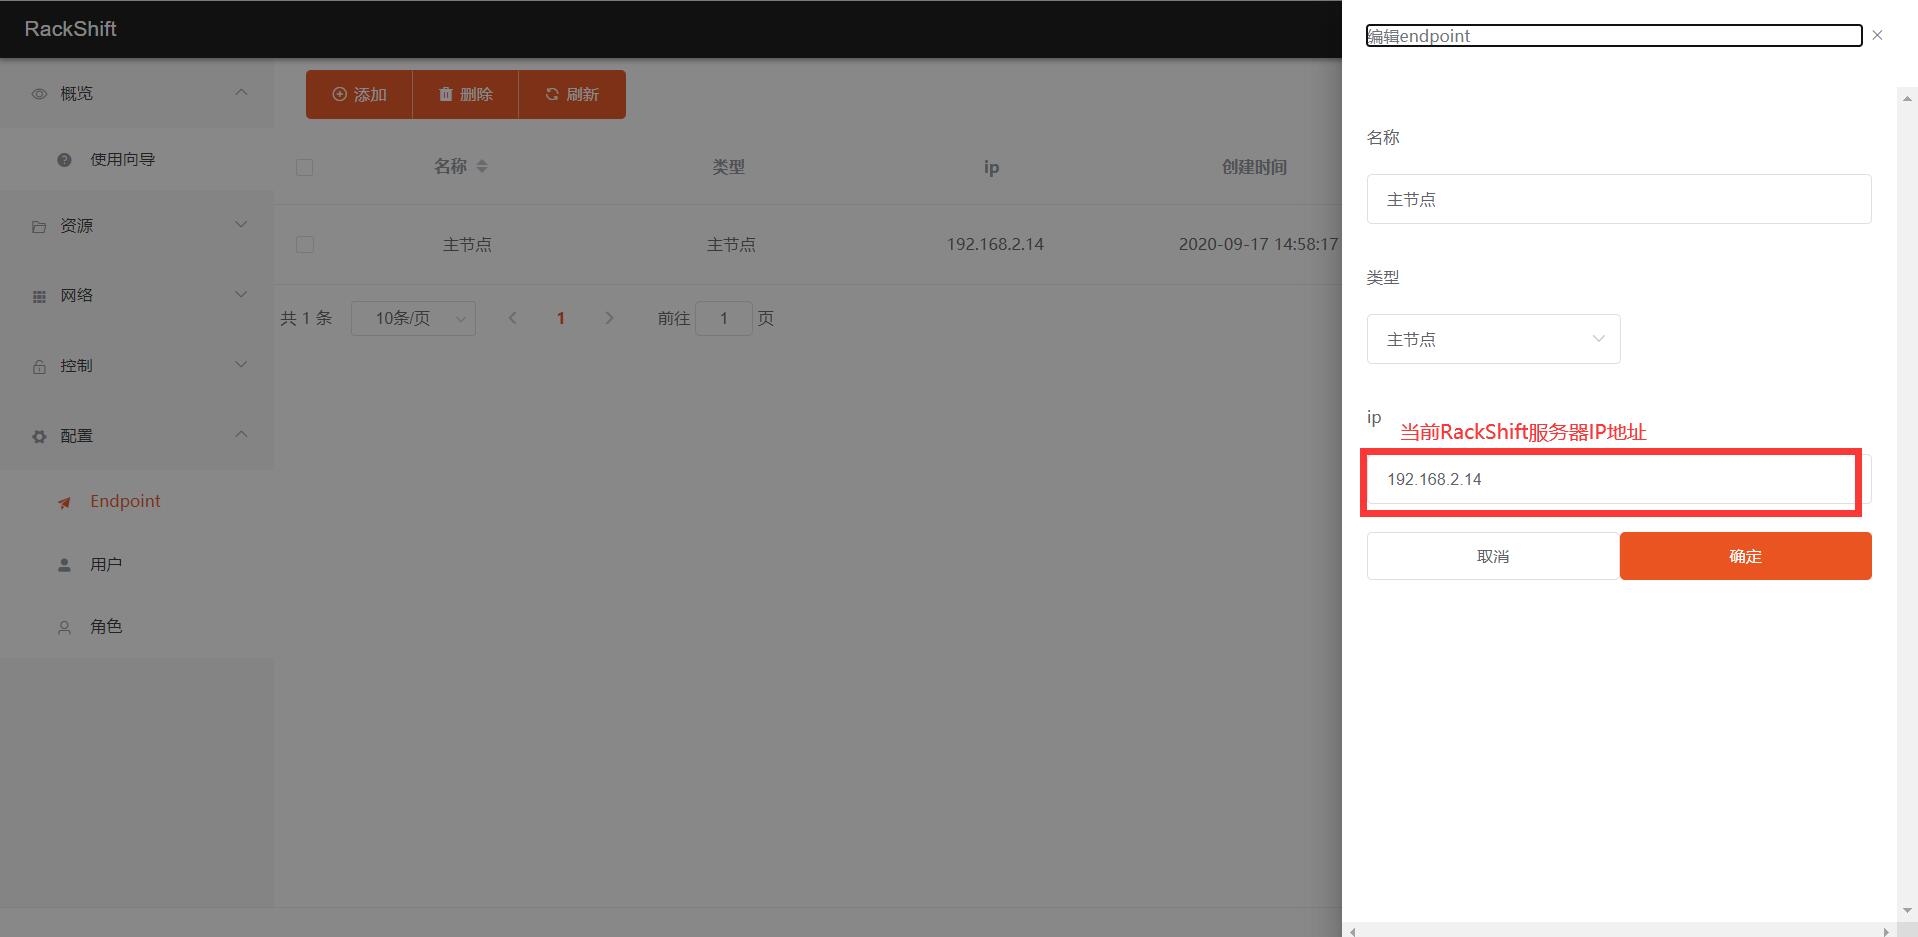 RackShift
概览
使用向导
资源
网络
控制
配置
Endpoint
用户
角色
添加 删除 刷新
名称 类型 ip 创建时间
主节点 主节点 192.168.2.14 2020-09-17 14:58:17
共 1 条 10条/页 1 前往 1 页
编辑endpoint
名称
主节点
类型
主节点
ip
当前RackShift服务器IP地址
192.168.2.14
取消 确定